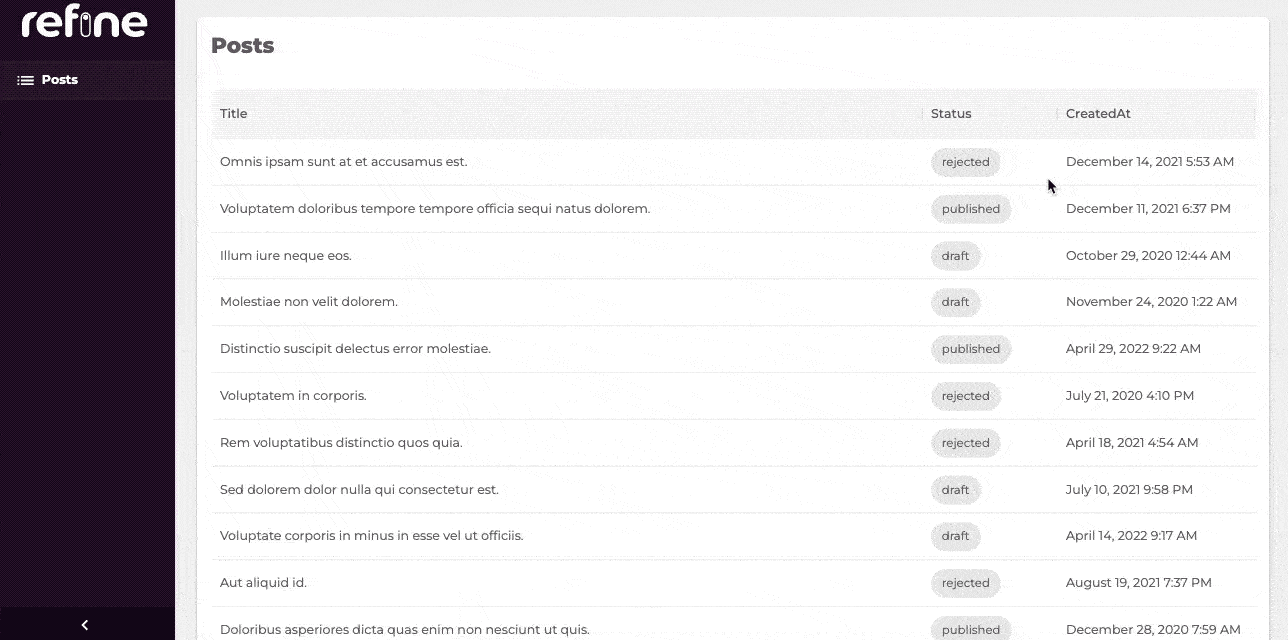 refine
Posts
Posts
Title Status CreatedAt
Omnis ipsam sunt at et accusamus est. rejected December 14, 2021 5:53 AM
Voluptatem doloribus tempore tempore officia sequi natus dolorem. published December 11, 2021 6:37 PM
Illum iure neque eos. draft October 29, 2020 12:44 AM
Molestiae non velit dolorem. draft November 24, 2020 1:22 AM
Distinctio suscipit delectus error molestiae. published April 29, 2022 9:22 AM
Voluptatem in corporis. rejected July 21, 2020 4:10 PM
Rem voluptatibus distinctio quos quia. rejected April 18, 2021 4:54 AM
Sed dolorem dolor nulla qui consectetur est. draft July 10, 2021 9:58 PM
Voluptate corporis in minus in esse vel ut officiis. draft April 14, 2022 9:17 AM
Aut aliquid id. rejected August 19, 2021 7:37 PM
Doloribus asperiores dicta quas enim non nesciunt ut quis. published December 28, 2020 7:59 AM